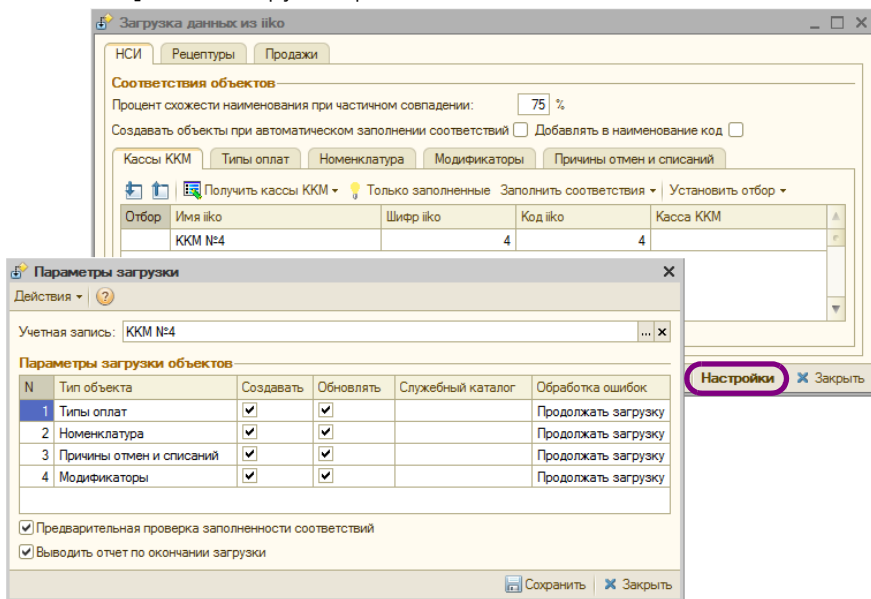 Загрузка данных из iiko
НСИ Рецептуры Продажи
Соответствия объектов
Процент схожести наименования при частичном совпадении: 75 %
Создавать объекты при автоматическом заполнении соответствий Добавлять в наименование код
Кассы ККМ Типы оплат Номенклатура Модификаторы Причины отмен и списаний
Получить кассы ККМ Только заполненные Заполнить соответствия Установить отбор
Отбор Имя iiko Шифр iiko Код iiko Касса ККМ
ККМ №4 4 4
Настройки Закрыть
Параметры загрузки
Действия ?
Учетная запись: ККМ №4 ... x
Параметры загрузки объектов
N Тип объекта Создавать Обновлять Служебный каталог Обработка ошибок
1 Типы оплат Продолжать загрузку
2 Номенклатура Продолжать загрузку
3 Причины отмен и списаний Продолжать загрузку
4 Модификаторы Продолжать загрузку
Предварительная проверка заполненности соответствий
Выводить отчет по окончании загрузки
Сохранить Закрыть